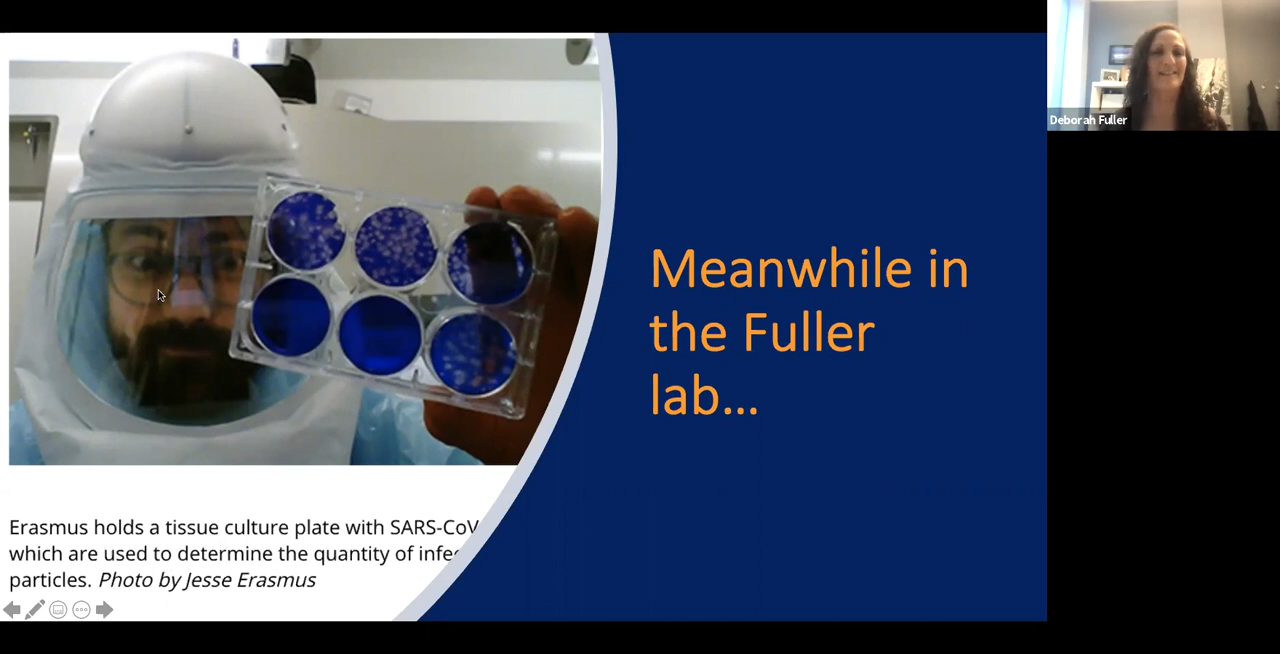 Deborah Fuller
Meanwhile in
the Fuller
lab...
Erasmus holds a tissue culture plate with SARS-CoV
which are used to determine the quantity of
particles. Photo by Jesse Erasmus